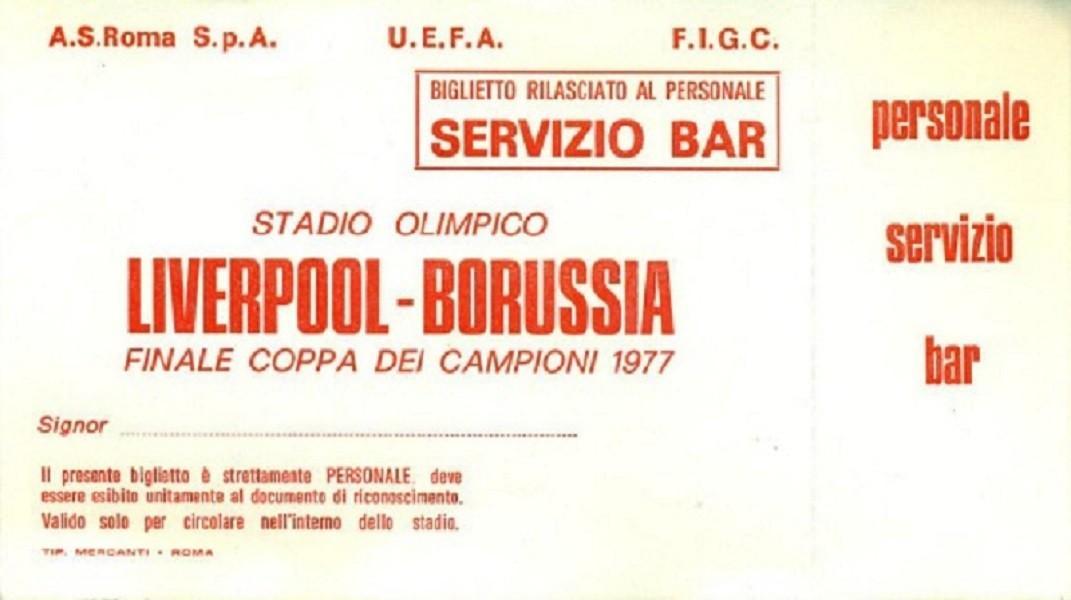 A.S.Roma S.p.A. U.E.F.A. F.I.G.C.
BIGLIETTO RILASCIATO AL PERSONALE
SERVIZIO BAR
STADIO OLIMPICO
LIVERPOOL - BORUSSIA
FINALE COPPA DEI CAMPIONI 1977
Signor
Il presente biglietto è strettamente PERSONALE, deve
essere esibito unitamente al documento di riconoscimento.
Valido solo per circolare nell'interno dello stadio.
TIP. MERCANTI - ROMA
personale
servizio
bar